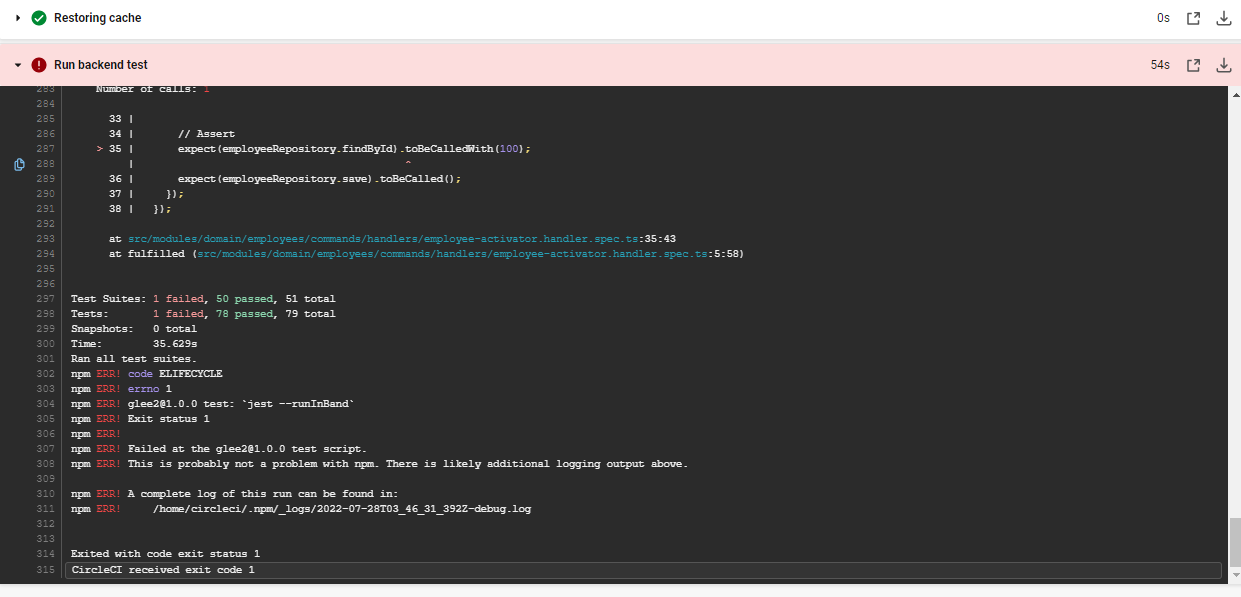 Restoring cache 0s
Run backend test 54s
283 Number of calls: 1
284
285 33 |
286 34 | // Assert
287 > 35 | expect(employeeRepository.findById).toBeCalledWith(100);
288 | ^
289 36 | expect(employeeRepository.save).toBeCalled();
290 37 | });
291 38 | });
292
293 at src/modules/domain/employees/commands/handlers/employee-activator.handler.spec.ts:35:43
294 at fulfilled (src/modules/domain/employees/commands/handlers/employee-activator.handler.spec.ts:5:58)
295
296
297 Test Suites: 1 failed, 50 passed, 51 total
298 Tests: 1 failed, 78 passed, 79 total
299 Snapshots: 0 total
300 Time: 35.629s
301 Ran all test suites.
302 npm ERR! code ELIFECYCLE
303 npm ERR! errno 1
304 npm ERR! glee2@1.0.0 test: `jest --runInBand`
305 npm ERR! Exit status 1
306 npm ERR!
307 npm ERR! Failed at the glee2@1.0.0 test script.
308 npm ERR! This is probably not a problem with npm. There is likely additional logging output above.
309
310 npm ERR! A complete log of this run can be found in:
311 npm ERR! /home/circleci/.npm/_logs/2022-07-28T03_46_31_392Z-debug.log
312
313
314 Exited with code exit status 1
315 CircleCI received exit code 1